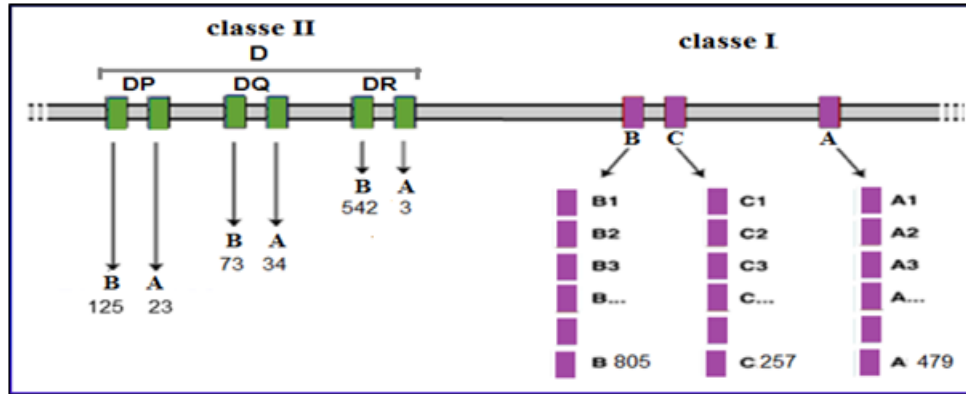 classe II
classe I
D
DP DQ DR
B C A
B A
542 3
B A
73 34
B A
125 23
B1 C1 A1
B2 C2 A2
B3 C3 A3
B... C... A...
B 805 C 257 A 479